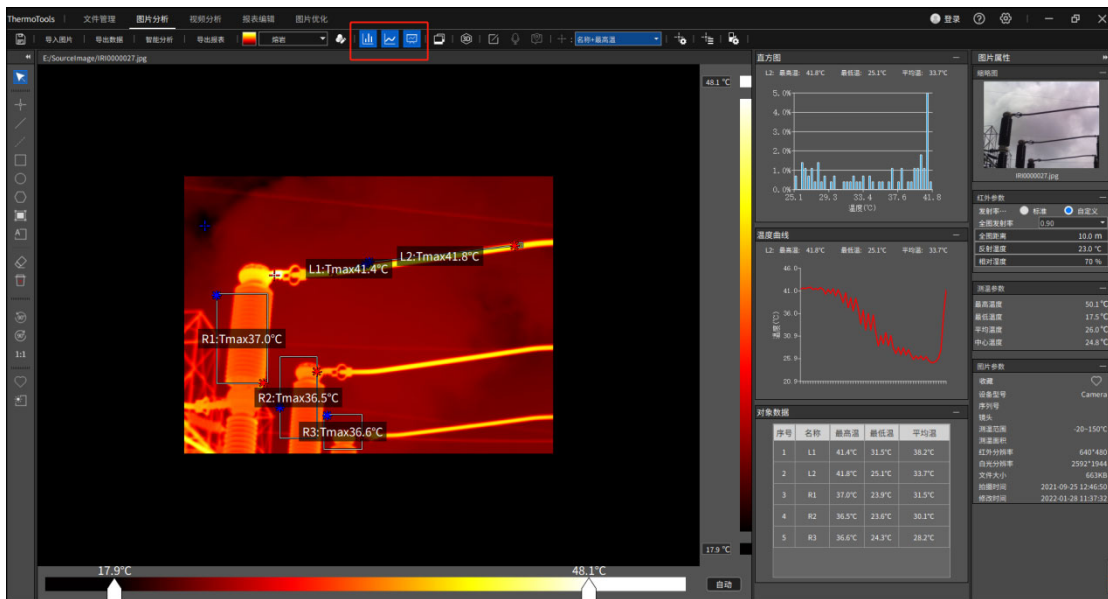 ThermoTools 文件管理 图片分析 视频分析 报表编辑 图片优化 登录
导入图片 导出数据 智能分析 导出报表 熔岩 3D 名称+最高温
E:/SourceImage/IRI0000027.jpg
48.1 °C
L1:Tmax41.4°C
L2:Tmax41.8°C
R1:Tmax37.0°C
R2:Tmax36.5°C
R3:Tmax36.6°C
1:1
17.9 °C
17.9°C 48.1°C
自动
直方图
L2: 最高温: 41.8°C 最低温: 25.1°C 平均温: 33.7°C
5.0%
4.0%
3.0%
2.0%
1.0%
0.0%
25.1 29.3 33.4 37.6 41.8
温度(°C)
温度曲线
L2: 最高温: 41.8°C 最低温: 25.1°C 平均温: 33.7°C
46.0
41.0
36.0
30.9
25.9
20.9
温度(°C)
对象数据
序号 名称 最高温 最低温 平均温
1 L1 41.4°C 31.5°C 38.2°C
2 L2 41.8°C 25.1°C 33.7°C
3 R1 37.0°C 23.9°C 31.5°C
4 R2 36.5°C 23.6°C 30.1°C
5 R3 36.6°C 24.3°C 28.2°C
图片属性
缩略图
IRI0000027.jpg
红外参数
发射率··· 标准 自定义
全图发射率 0.90
全图距离 10.0 m
反射温度 23.0 °C
相对湿度 70 %
测温参数
最高温度 50.1°C
最低温度 17.5°C
平均温度 26.0°C
中心温度 24.8°C
图片参数
收藏
设备型号 Camera
序列号
镜头
测温范围 -20~150°C
测温面积
红外分辨率 640*480
白光分辨率 2592*1944
文件大小 663KB
拍摄时间 2021-09-25 12:46:50
修改时间 2022-01-28 11:37:32